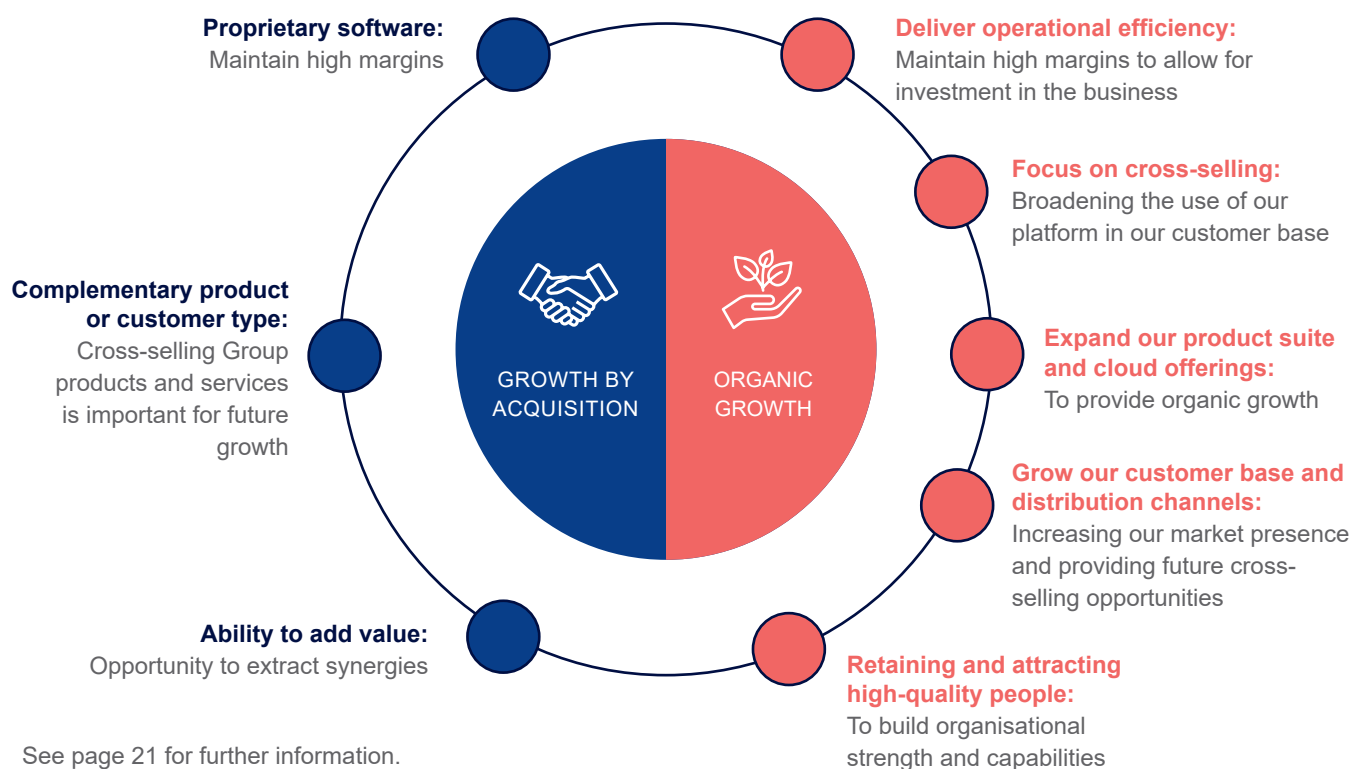 Proprietary software:
Maintain high margins
Complementary product
or customer type:
Cross-selling Group
products and services
is important for future
growth
Ability to add value:
Opportunity to extract synergies
GROWTH BY
ACQUISITION
ORGANIC
GROWTH
Deliver operational efficiency:
Maintain high margins to allow for
investment in the business
Focus on cross-selling:
Broadening the use of our
platform in our customer base
Expand our product suite
and cloud offerings:
To provide organic growth
Grow our customer base and
distribution channels:
Increasing our market presence
and providing future cross-
selling opportunities
Retaining and attracting
high-quality people:
To build organisational
strength and capabilities
See page 21 for further information.